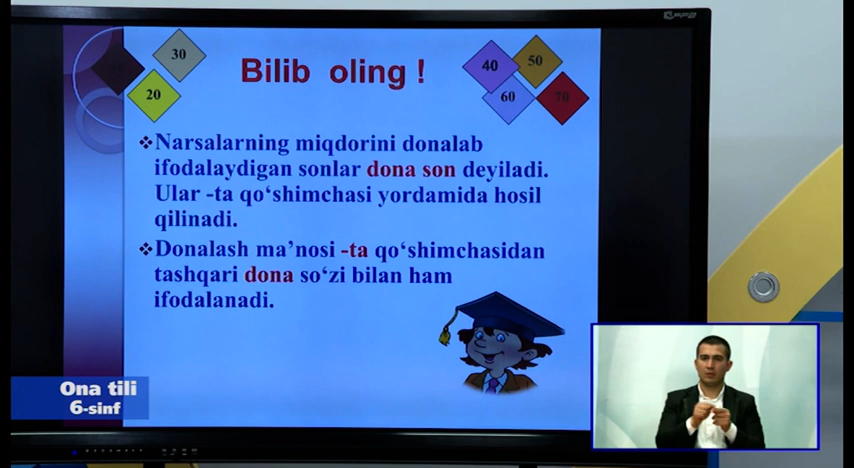 30
20
Bilib oling !
40
50
60
70
❖Narsalarning miqdorini donalab
ifodalaydigan sonlar dona son deyiladi.
Ular -ta qo‘shimchasi yordamida hosil
qilinadi.
❖Donalash ma’nosi -ta qo‘shimchasidan
tashqari dona so‘zi bilan ham
ifodalanadi.
Ona tili
6-sinf